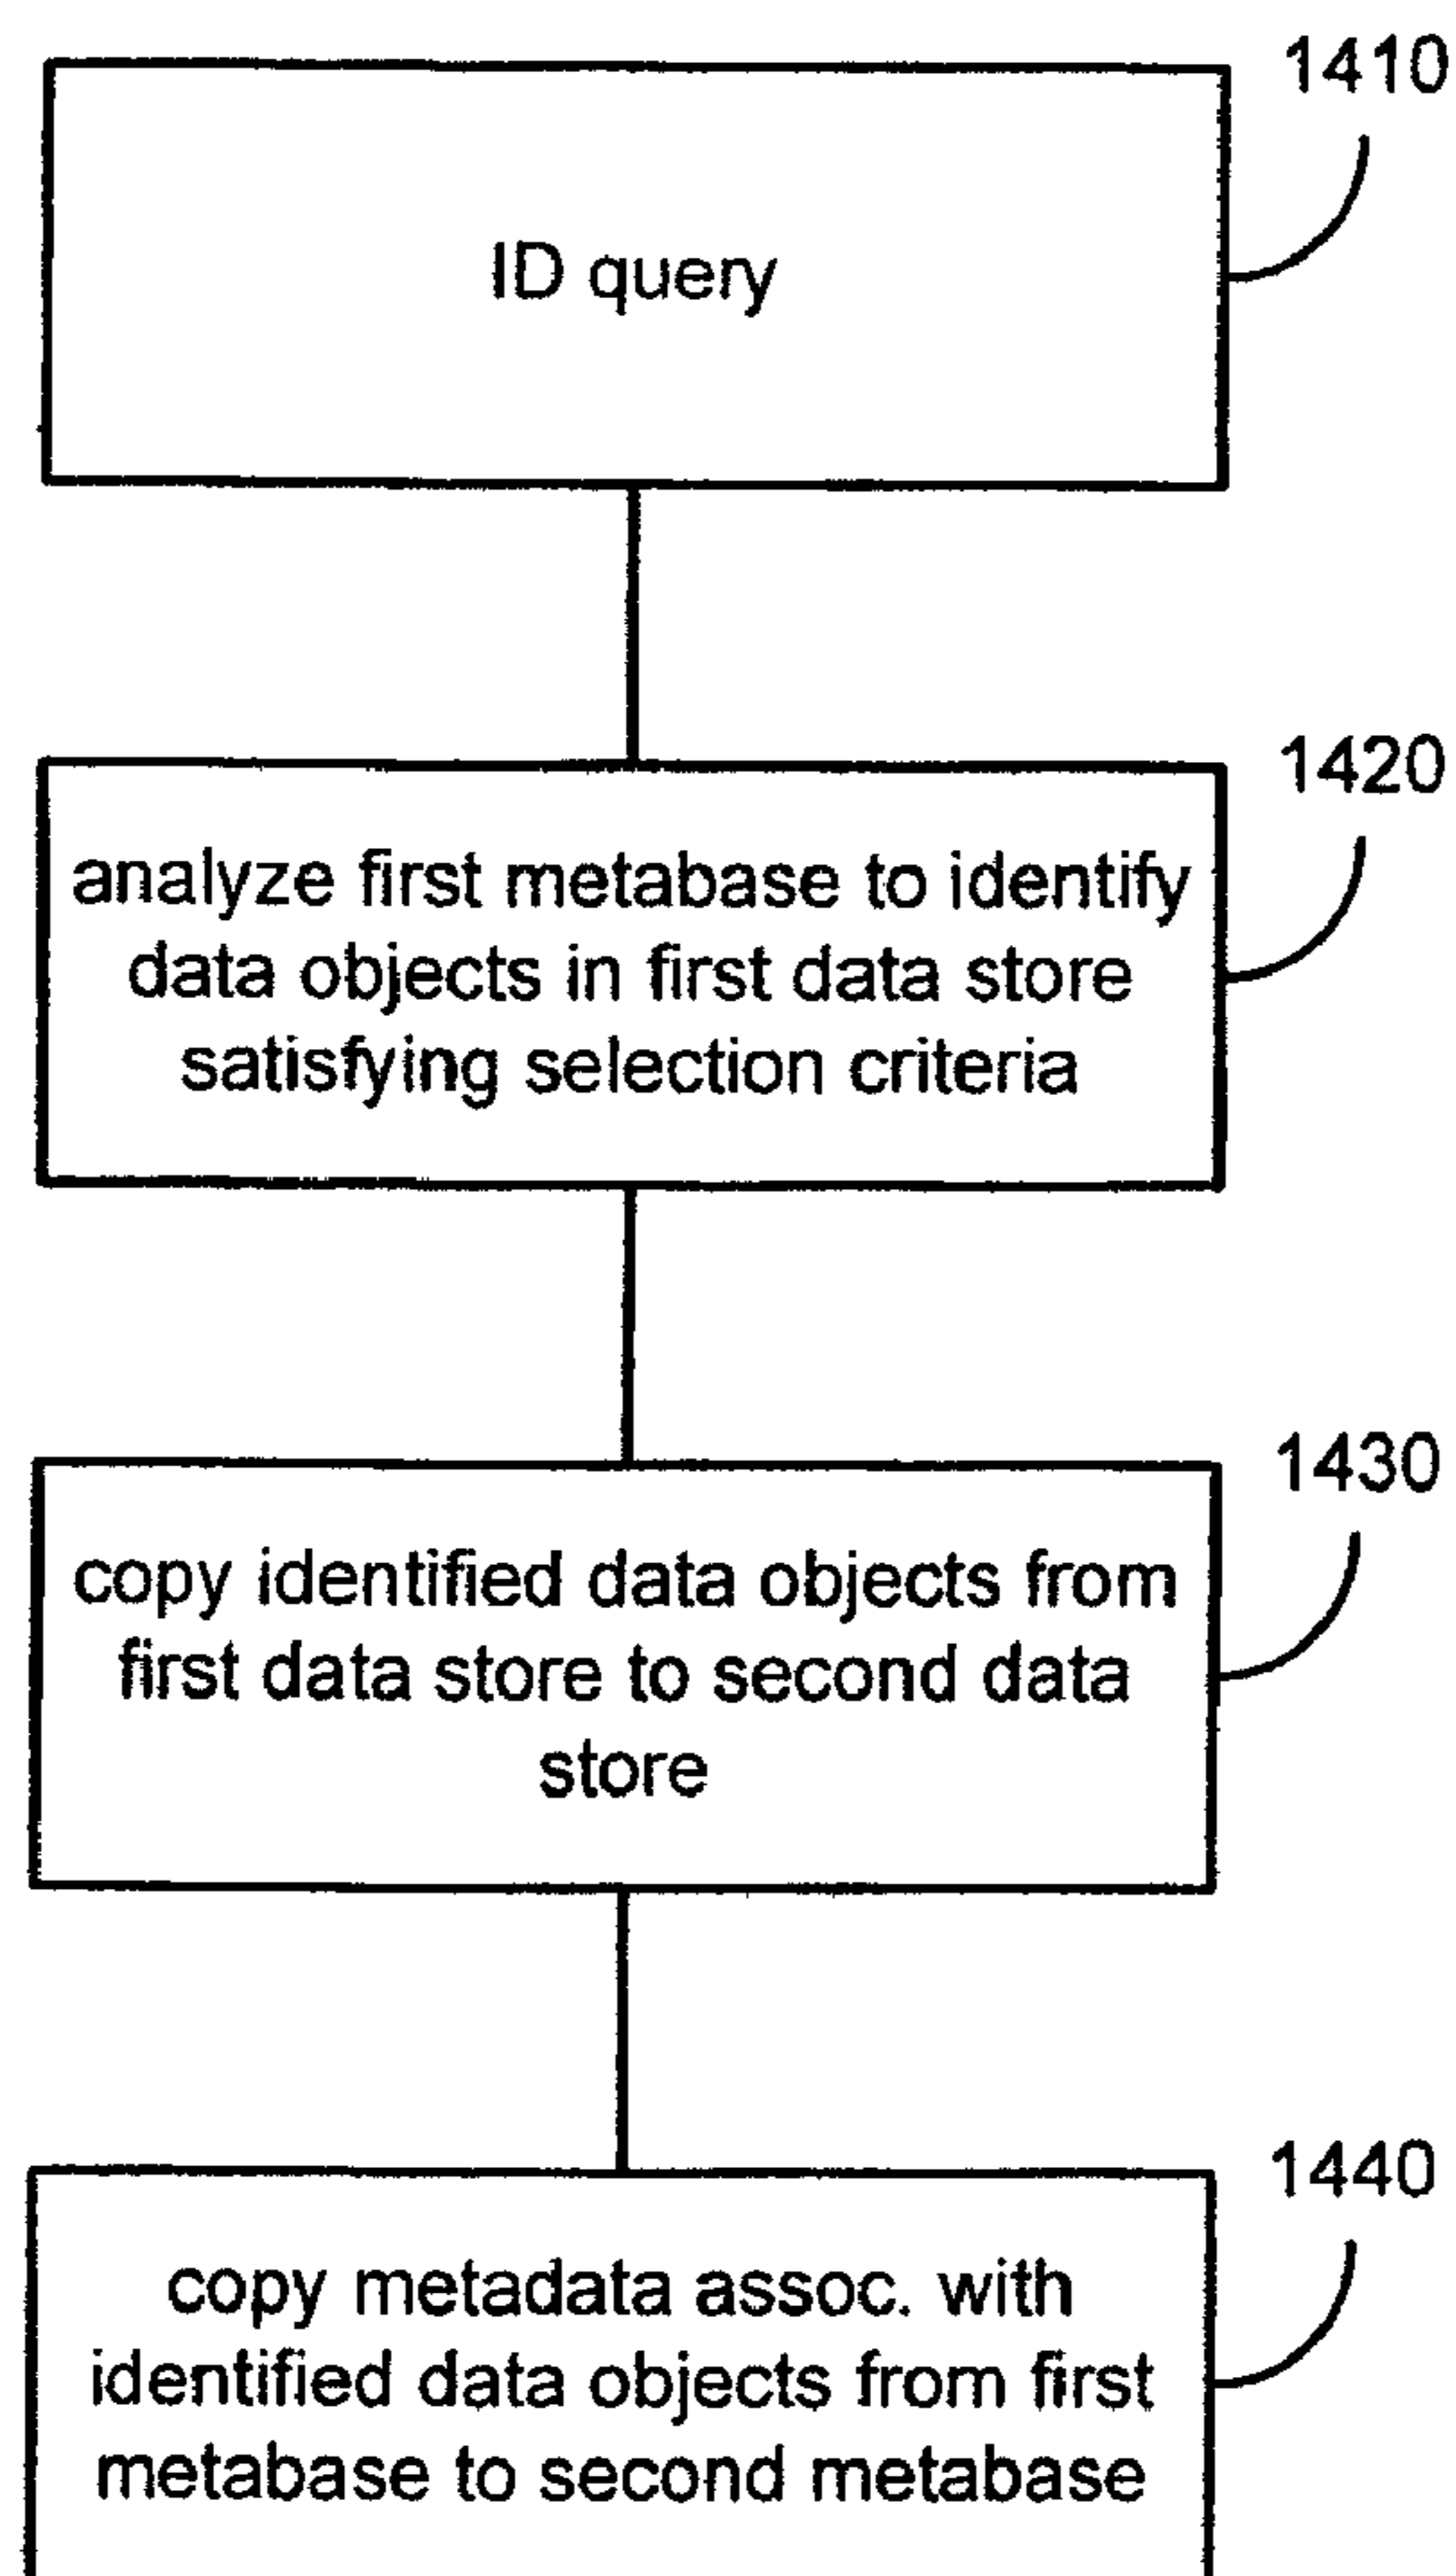 1410
ID query
1420
analyze first metabase to identify
data objects in first data store
satisfying selection criteria
1430
copy identified data objects from
first data store to second data
store
1440
copy metadata assoc. with
identified data objects from first
metabase to second metabase